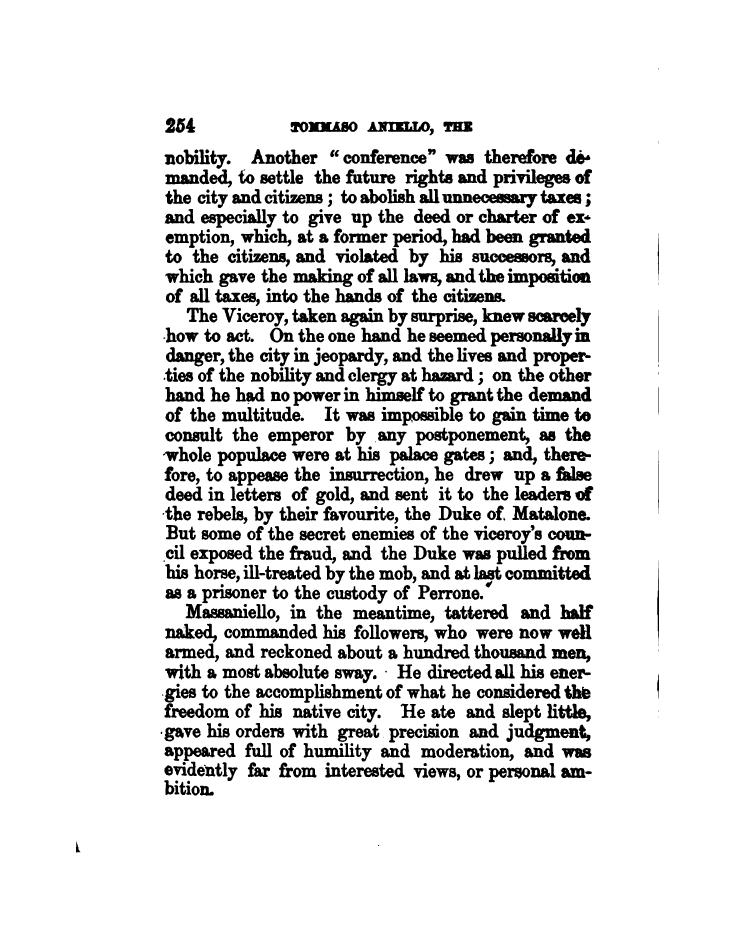 254 TOMMASO ANIELLO, THE
nobility. Another “conference” was therefore de-
manded, to settle the future rights and privileges of
the city and citizens ; to abolish all unnecessary taxes ;
and especially to give up the deed or charter of ex-
emption, which, at a former period, had been granted
to the citizens, and violated by his successors, and
which gave the making of all laws, and the imposition
of all taxes, into the hands of the citizens.
The Viceroy, taken again by surprise, knew scarcely
how to act. On the one hand he seemed personally in
danger, the city in jeopardy, and the lives and proper-
ties of the nobility and clergy at hazard ; on the other
hand he had no power in himself to grant the demand
of the multitude. It was impossible to gain time to
consult the emperor by any postponement, as the
whole populace were at his palace gates ; and, there-
fore, to appease the insurrection, he drew up a false
deed in letters of gold, and sent it to the leaders of
the rebels, by their favourite, the Duke of Matalone.
But some of the secret enemies of the viceroy’s coun-
cil exposed the fraud, and the Duke was pulled from
his horse, ill-treated by the mob, and at last committed
as a prisoner to the custody of Perrone.
Massaniello, in the meantime, tattered and half
naked, commanded his followers, who were now well
armed, and reckoned about a hundred thousand men,
with a most absolute sway. He directed all his ener-
gies to the accomplishment of what he considered the
freedom of his native city. He ate and slept little,
gave his orders with great precision and judgment,
appeared full of humility and moderation, and was
evidently far from interested views, or personal am-
bition.